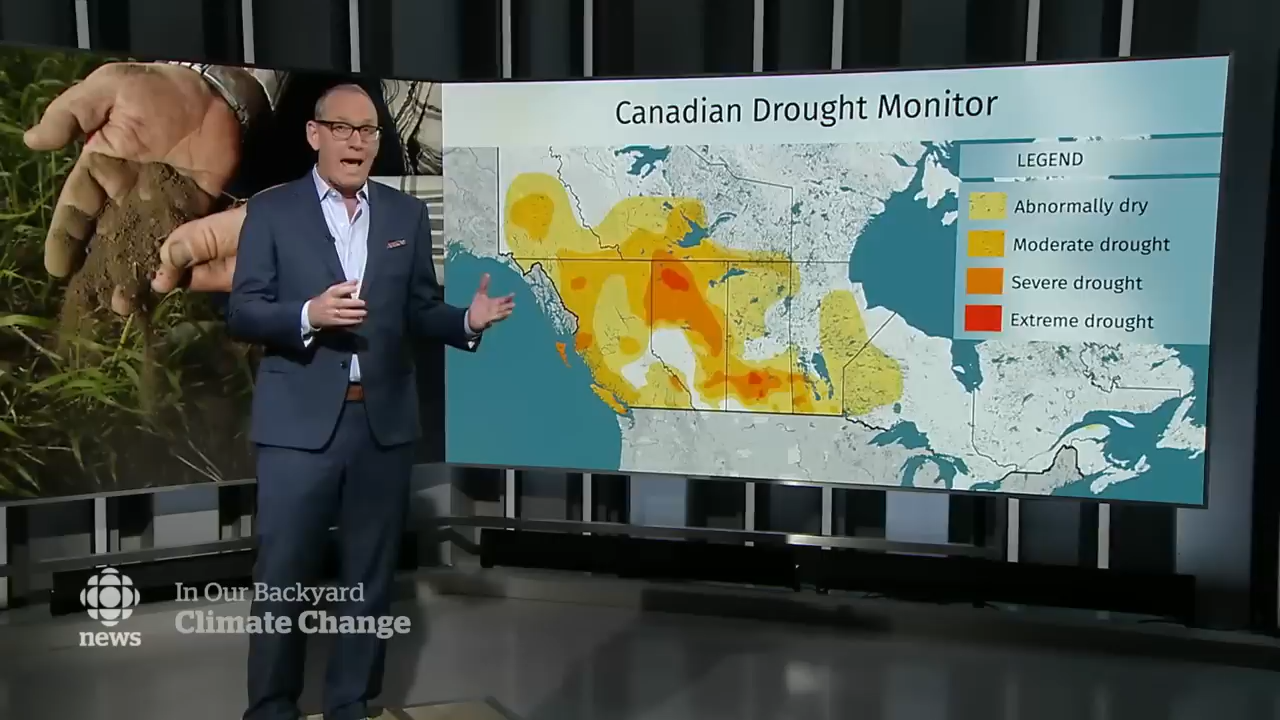 Canadian Drought Monitor
LEGEND
Abnormally dry
Moderate drought
Severe drought
Extreme drought
In Our Backyard
Climate Change
news